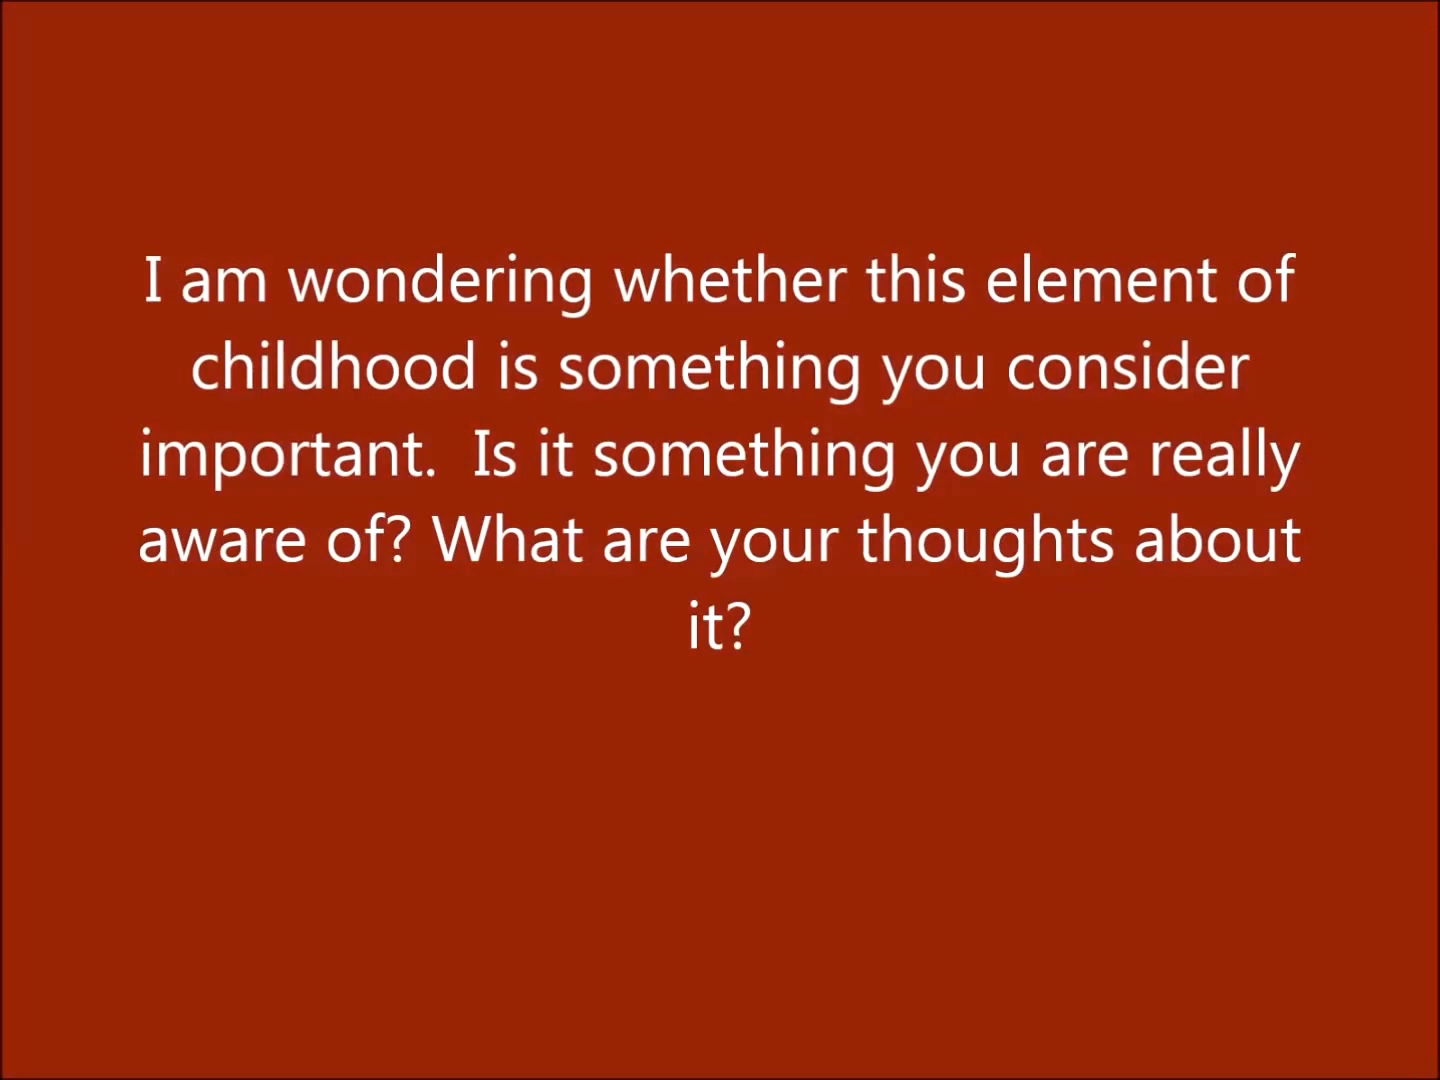 I am wondering whether this element of
childhood is something you consider
important.  Is it something you are really
aware of? What are your thoughts about
it?